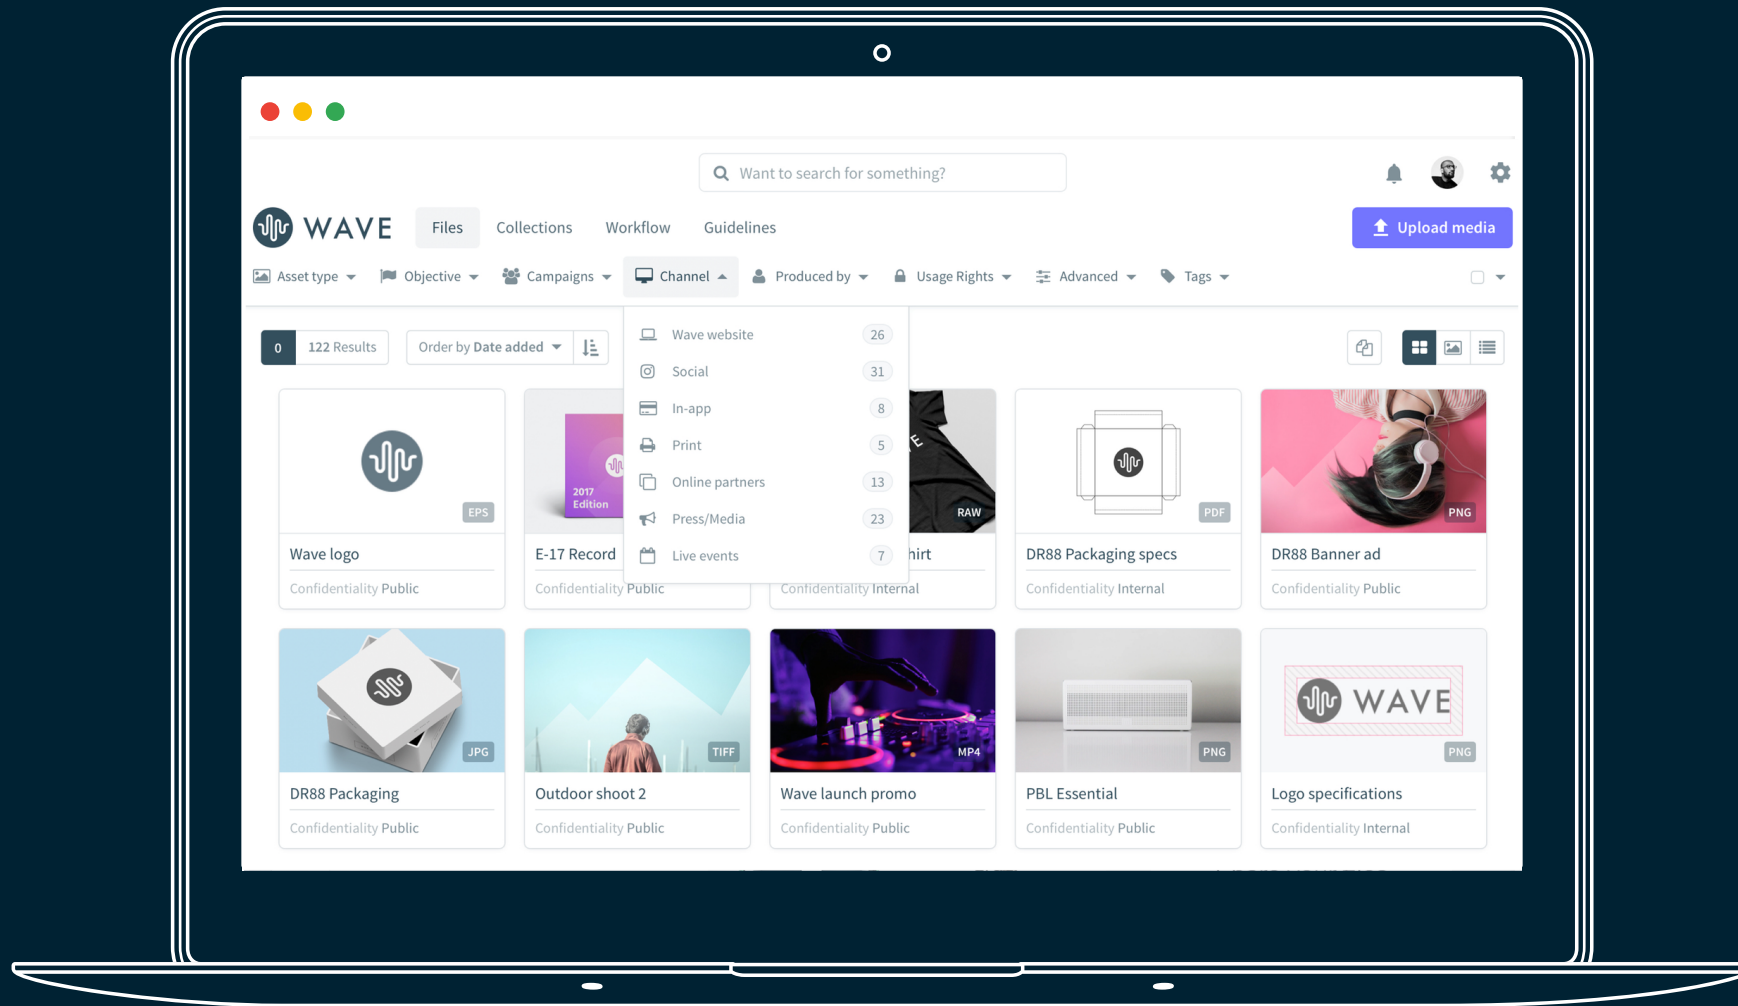 Want to search for something?
WAVE
Files
Collections
Workflow
Guidelines
Upload media
Asset type
Objective
Campaigns
Channel
Produced by
Usage Rights
Advanced
Tags
0
122 Results
Order by Date added
Wave website 26
Social 31
In-app 8
Print 5
Online partners 13
Press/Media 23
Live events 7
EPS
Wave logo
Confidentiality Public
2017
Edition
E-17 Record
Confidentiality Public
RAW
hirt
Confidentiality Internal
PDF
DR88 Packaging specs
Confidentiality Internal
PNG
DR88 Banner ad
Confidentiality Public
JPG
DR88 Packaging
Confidentiality Public
TIFF
Outdoor shoot 2
Confidentiality Public
MP4
Wave launch promo
Confidentiality Public
PNG
PBL Essential
Confidentiality Public
WAVE
PNG
Logo specifications
Confidentiality Internal